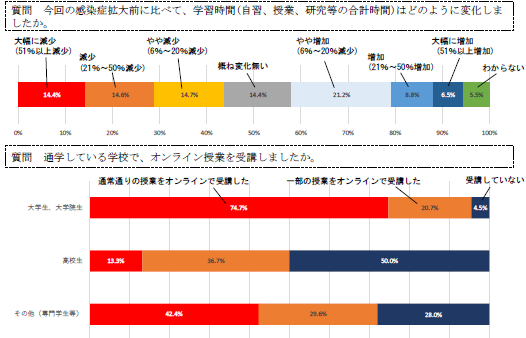 質問　今回の感染症拡大前に比べて、学習時間(自習、授業、研究等の合計時間)はどのように変化しま
したか。
大幅に減少
(51%以上減少)
減少
(21%～50%減少)
やや減少
(6%～20%減少)
概ね変化無い
やや増加
(6%～20%減少)
増加
(21%～50%増加)
大幅に増加
(51%以上増加)
わからない
14.4% 14.6% 14.7% 14.4% 21.2% 8.8% 6.5% 5.5%
0% 10% 20% 30% 40% 50% 60% 70% 80% 90% 100%
質問　通学している学校で、オンライン授業を受講しましたか。
通常通りの授業をオンラインで受講した 一部の授業をオンラインで受講した 受講していない
大学生、大学院生 74.7% 20.7% 4.5%
高校生 13.3% 36.7% 50.0%
その他（専門学生等） 42.4% 29.6% 28.0%